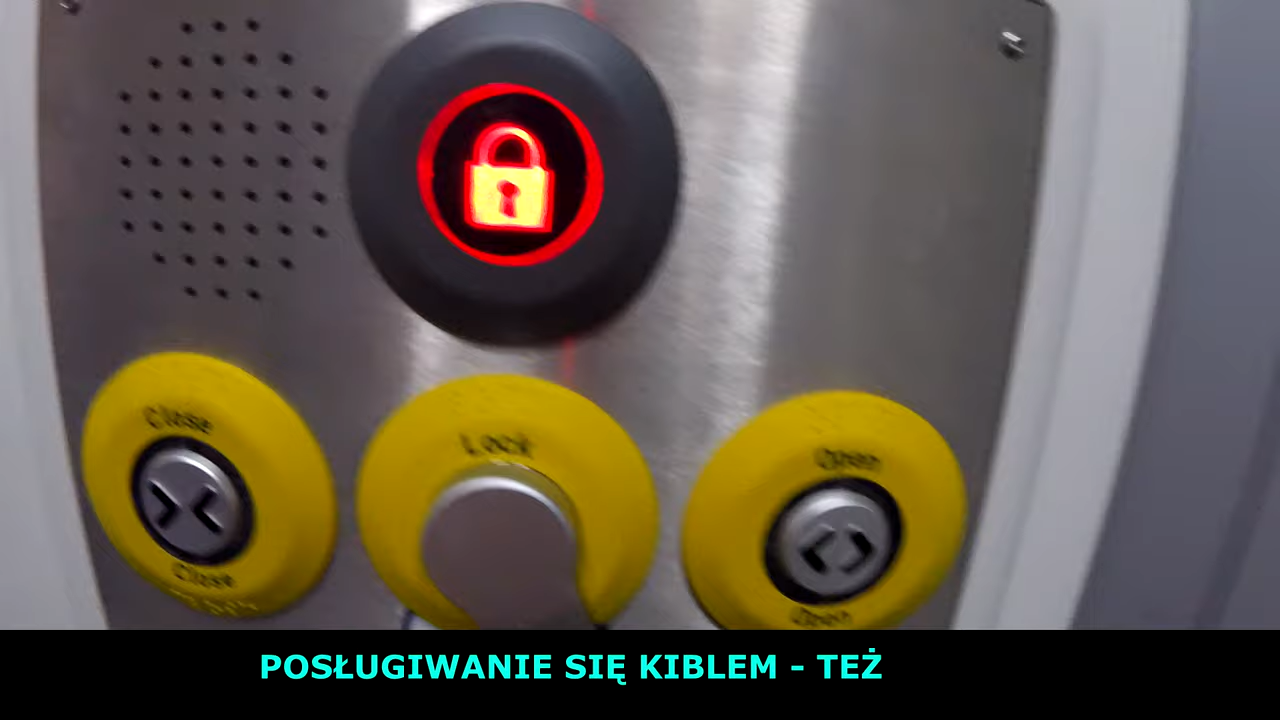 Close
Lock
Open
Close
Open
POSŁUGIWANIE SIĘ KIBLEM - TEŻ